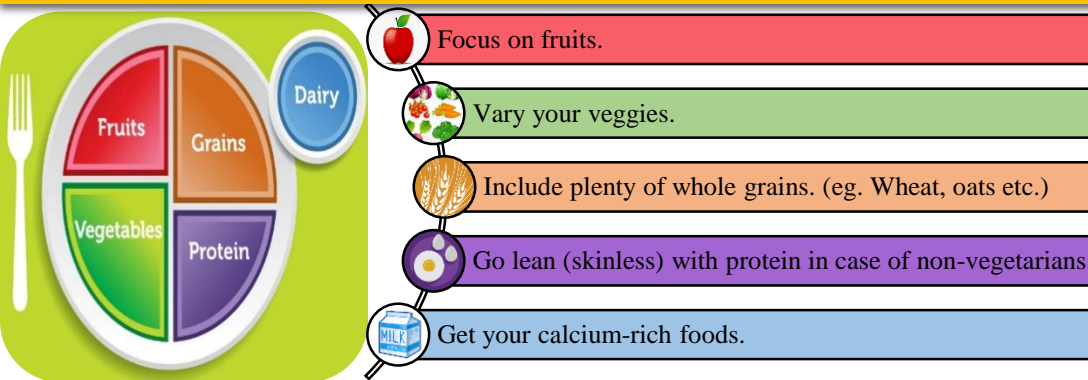 Fruits
Grains
Dairy
Vegetables
Protein
Focus on fruits.
Vary your veggies.
Include plenty of whole grains. (eg. Wheat, oats etc.)
Go lean (skinless) with protein in case of non-vegetarians
Get your calcium-rich foods.
MILK